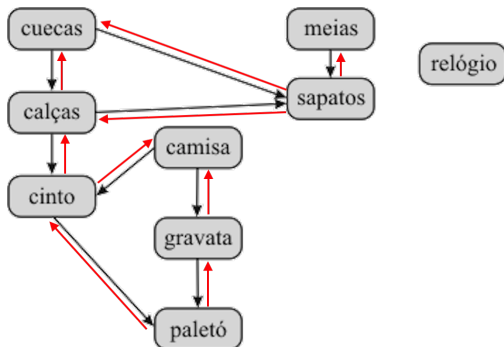 cuecas
meias
relógio
calças
sapatos
camisa
cinto
gravata
paletó